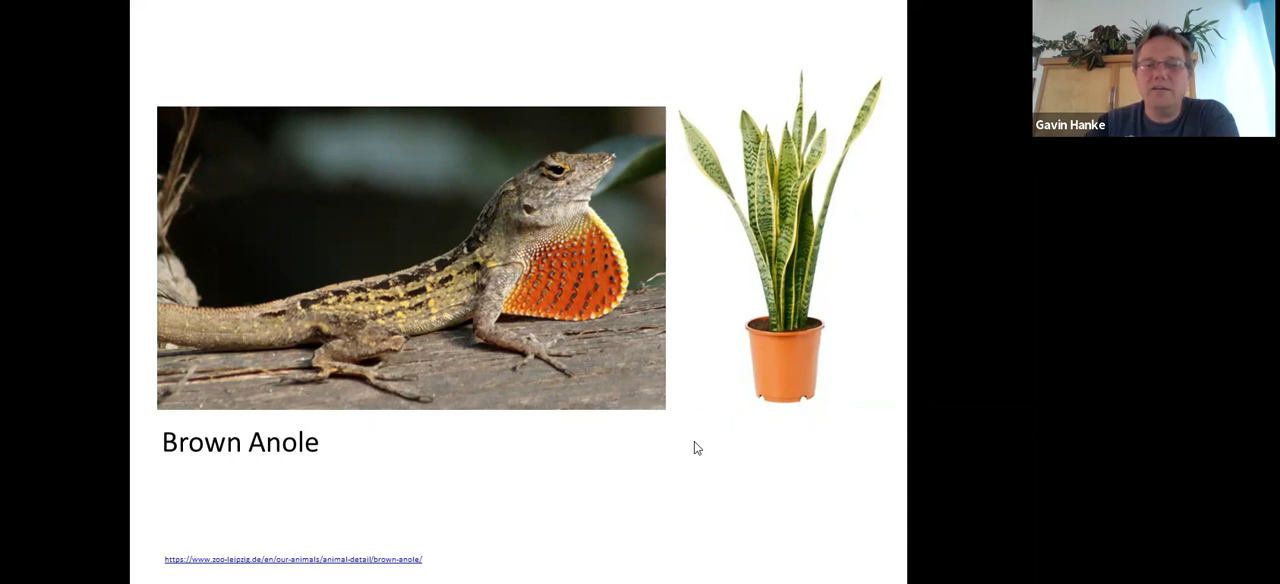 Gavin Hanke
Brown Anole
https://www.zoo-leipzig.de/en/our-animals/animal-detail/brown-anole/